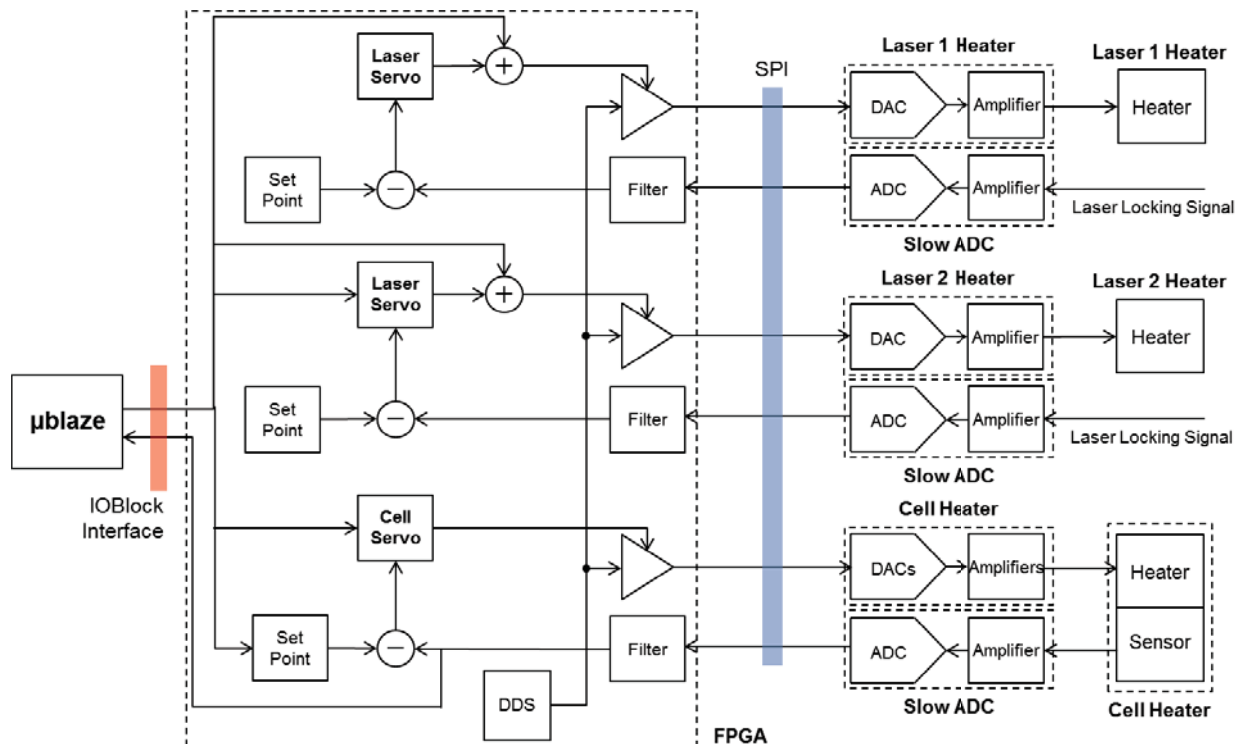 Laser
Servo
+
Set
Point
−
Filter
SPI
Laser 1 Heater
DAC
Amplifier
Laser 1 Heater
Heater
ADC
Amplifier
Laser Locking Signal
Slow ADC
Laser
Servo
+
Set
Point
−
Filter
Laser 2 Heater
DAC
Amplifier
Laser 2 Heater
Heater
ADC
Amplifier
Laser Locking Signal
Slow ADC
µblaze
IOBlock
Interface
Cell
Servo
Set
Point
−
Filter
DDS
FPGA
Cell Heater
DACs
Amplifiers
Heater
ADC
Amplifier
Sensor
Slow ADC
Cell Heater